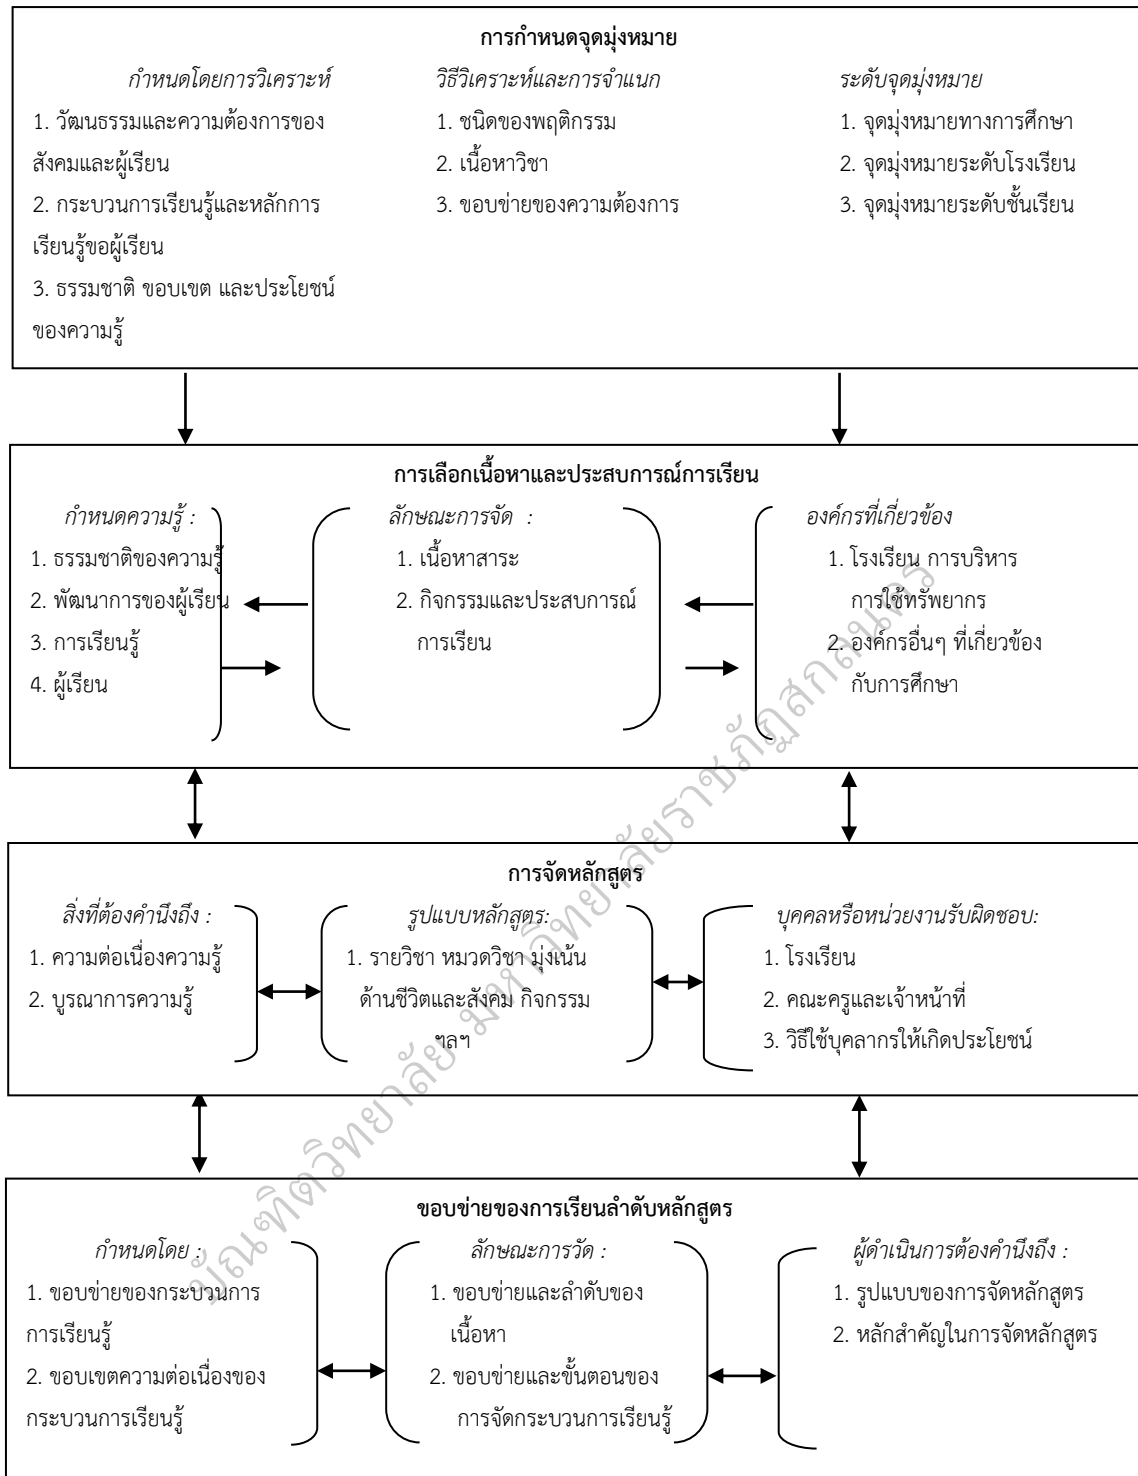 การกำหนดจุดมุ่งหมาย
กำหนดโดยการวิเคราะห์
1. วัฒนธรรมและความต้องการของ
สังคมและผู้เรียน
2. กระบวนการเรียนรู้และหลักการ
เรียนรู้ขอผู้เรียน
3. ธรรมชาติ ขอบเขต และประโยชน์
ของความรู้
วิธีวิเคราะห์และการจำแนก
1. ชนิดของพฤติกรรม
2. เนื้อหาวิชา
3. ขอบข่ายของความต้องการ
ระดับจุดมุ่งหมาย
1. จุดมุ่งหมายทางการศึกษา
2. จุดมุ่งหมายระดับโรงเรียน
3. จุดมุ่งหมายระดับชั้นเรียน
การเลือกเนื้อหาและประสบการณ์การเรียน
กำหนดความรู้ :
1. ธรรมชาติของความรู้
2. พัฒนาการของผู้เรียน
3. การเรียนรู้
4. ผู้เรียน
ลักษณะการจัด :
1. เนื้อหาสาระ
2. กิจกรรมและประสบการณ์
การเรียน
องค์กรที่เกี่ยวข้อง
1. โรงเรียน การบริหาร
การใช้ทรัพยากร
2. องค์กรอื่นๆ ที่เกี่ยวข้อง
กับการศึกษา
การจัดหลักสูตร
สิ่งที่ต้องคำนึงถึง :
1. ความต่อเนื่องความรู้
2. บูรณาการความรู้
รูปแบบหลักสูตร:
1. รายวิชา หมวดวิชา มุ่งเน้น
ด้านชีวิตและสังคม กิจกรรม
ฯลฯ
บุคคลหรือหน่วยงานรับผิดชอบ:
1. โรงเรียน
2. คณะครูและเจ้าหน้าที่
3. วิธีใช้บุคลากรให้เกิดประโยชน์
ขอบข่ายของการเรียนลำดับหลักสูตร
กำหนดโดย :
1. ขอบข่ายของกระบวนการ
การเรียนรู้
2. ขอบเขตความต่อเนื่องของ
กระบวนการเรียนรู้
ลักษณะการวัด :
1. ขอบข่ายและลำดับของ
เนื้อหา
2. ขอบข่ายและขั้นตอนของ
การจัดกระบวนการเรียนรู้
ผู้ดำเนินการต้องคำนึงถึง :
1. รูปแบบของการจัดหลักสูตร
2. หลักสำคัญในการจัดหลักสูตร
บัณฑิตวิทยาลัย มหาวิทยาลัยราชภัฏสกลนคร